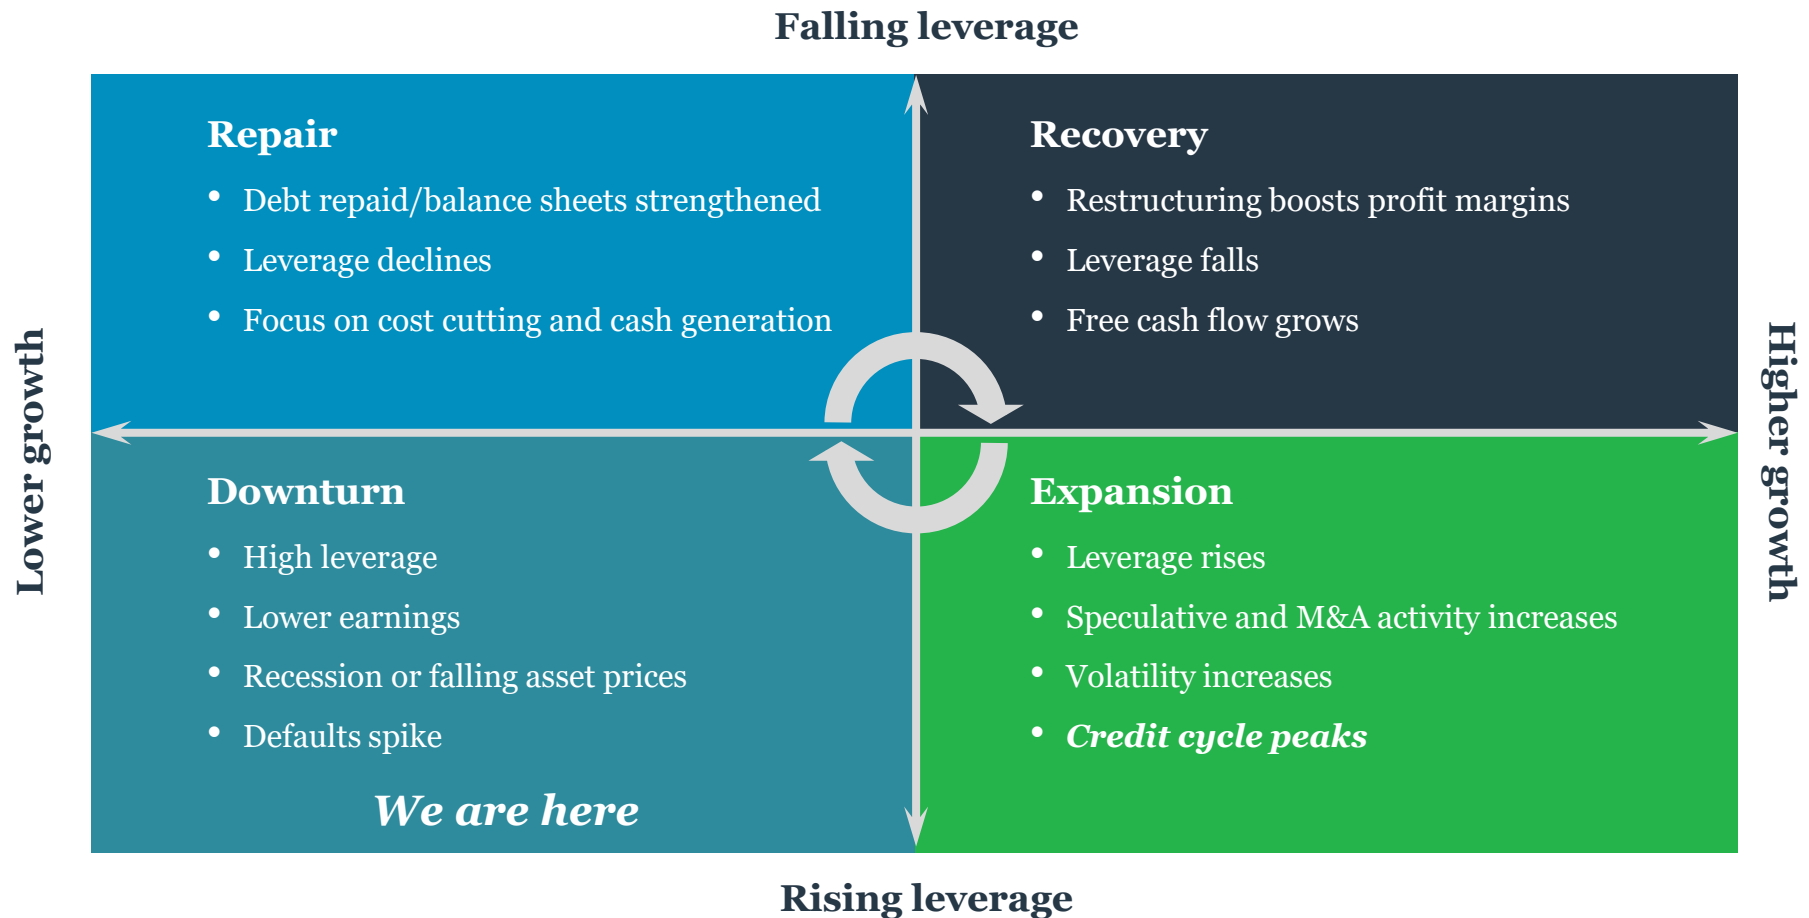 Falling leverage
Repair
• Debt repaid/balance sheets strengthened
• Leverage declines
• Focus on cost cutting and cash generation
Recovery
• Restructuring boosts profit margins
• Leverage falls
• Free cash flow grows
Lower growth
Higher growth
Downturn
• High leverage
• Lower earnings
• Recession or falling asset prices
• Defaults spike
We are here
Expansion
• Leverage rises
• Speculative and M&A activity increases
• Volatility increases
• Credit cycle peaks
Rising leverage